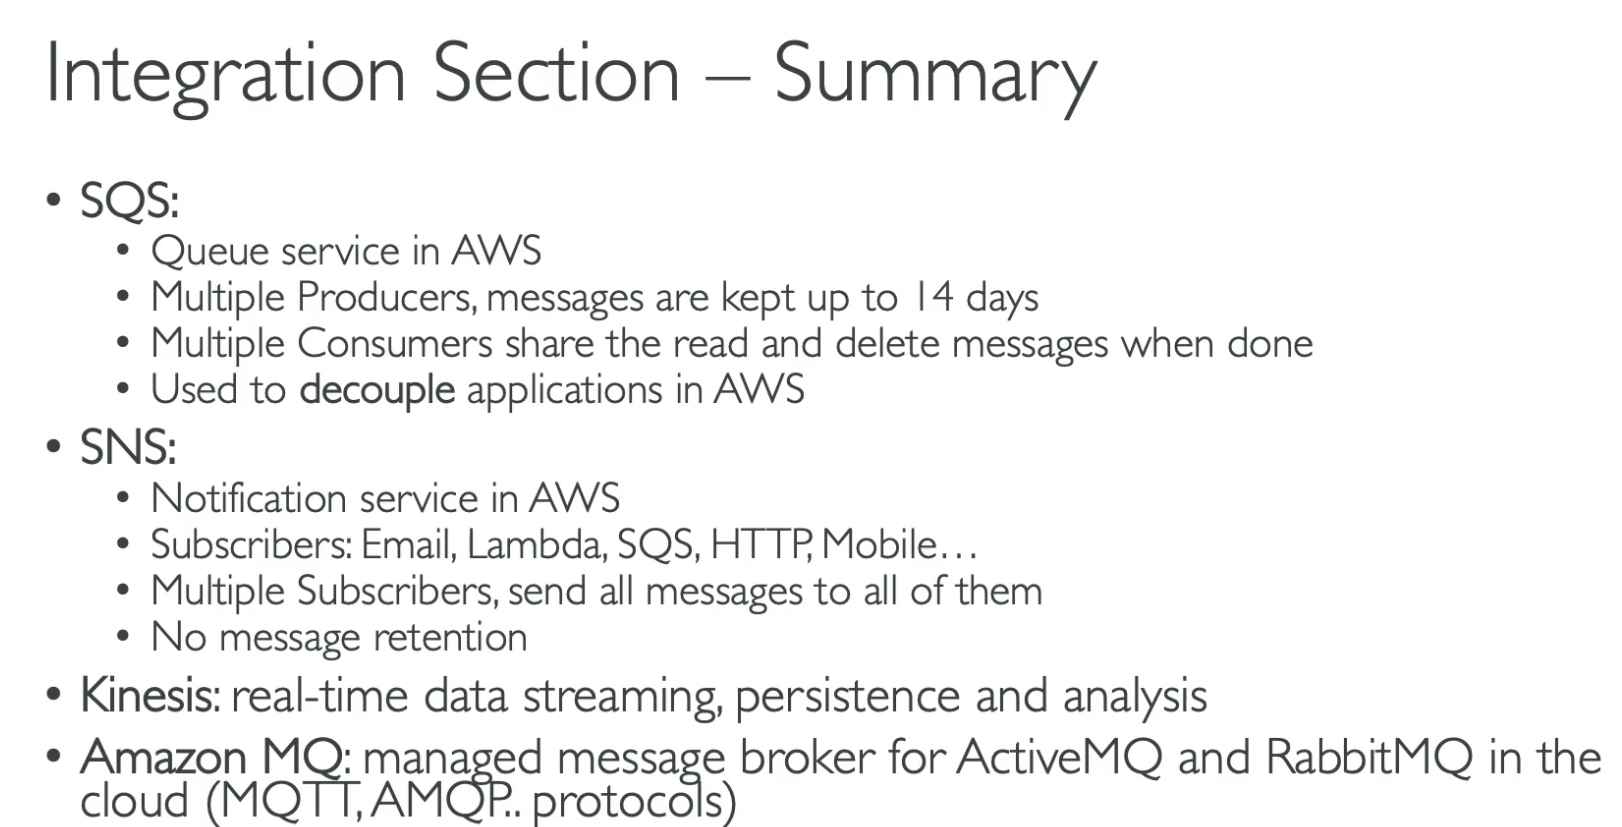 Integration Section – Summary
• SQS:
• Queue service in AWS
• Multiple Producers, messages are kept up to 14 days
• Multiple Consumers share the read and delete messages when done
• Used to decouple applications in AWS
• SNS:
• Notification service in AWS
• Subscribers: Email, Lambda, SQS, HTTP, Mobile…
• Multiple Subscribers, send all messages to all of them
• No message retention
• Kinesis: real-time data streaming, persistence and analysis
• Amazon MQ: managed message broker for ActiveMQ and RabbitMQ in the
cloud (MQTT, AMQP.. protocols)